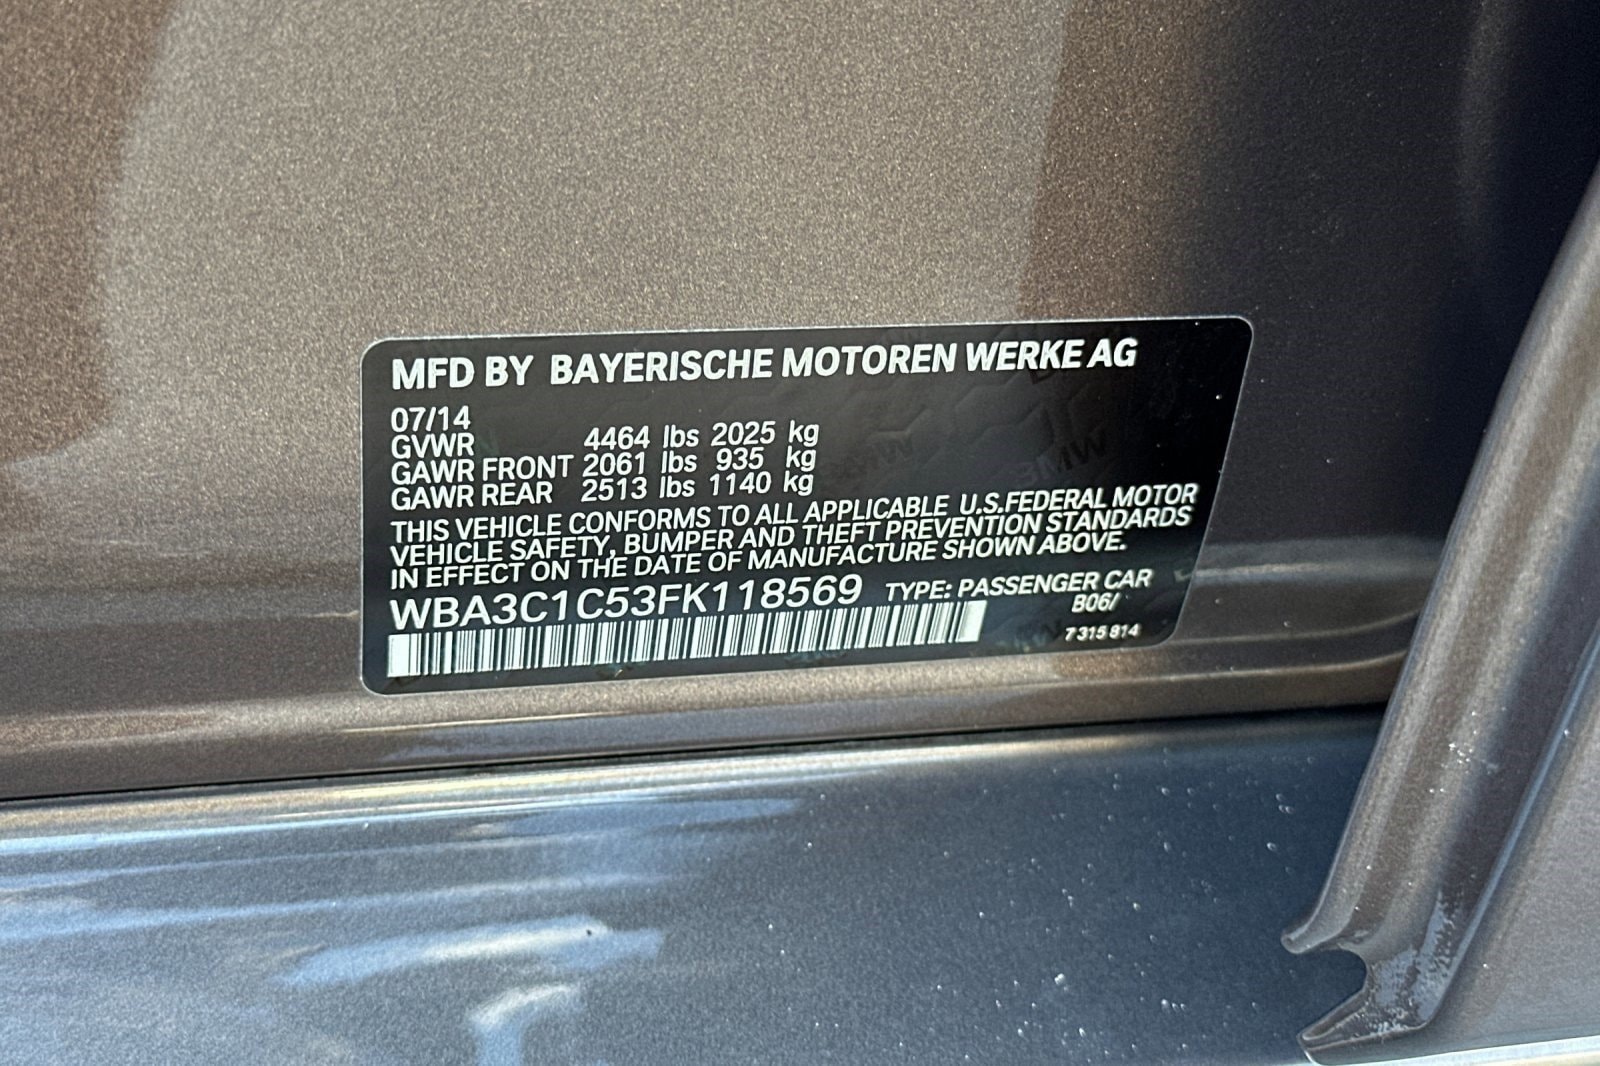 MFD BY BAYERISCHE MOTOREN WERKE AG
07/14
GVWR 4464 lbs 2025 kg
GAWR FRONT 2061 lbs 935 kg
GAWR REAR 2513 lbs 1140 kg
THIS VEHICLE CONFORMS TO ALL APPLICABLE U.S.FEDERAL MOTOR
VEHICLE SAFETY, BUMPER AND THEFT PREVENTION STANDARDS
IN EFFECT ON THE DATE OF MANUFACTURE SHOWN ABOVE.
WBA3C1C53FK118569 TYPE: PASSENGER CAR
B06/
7 315 814